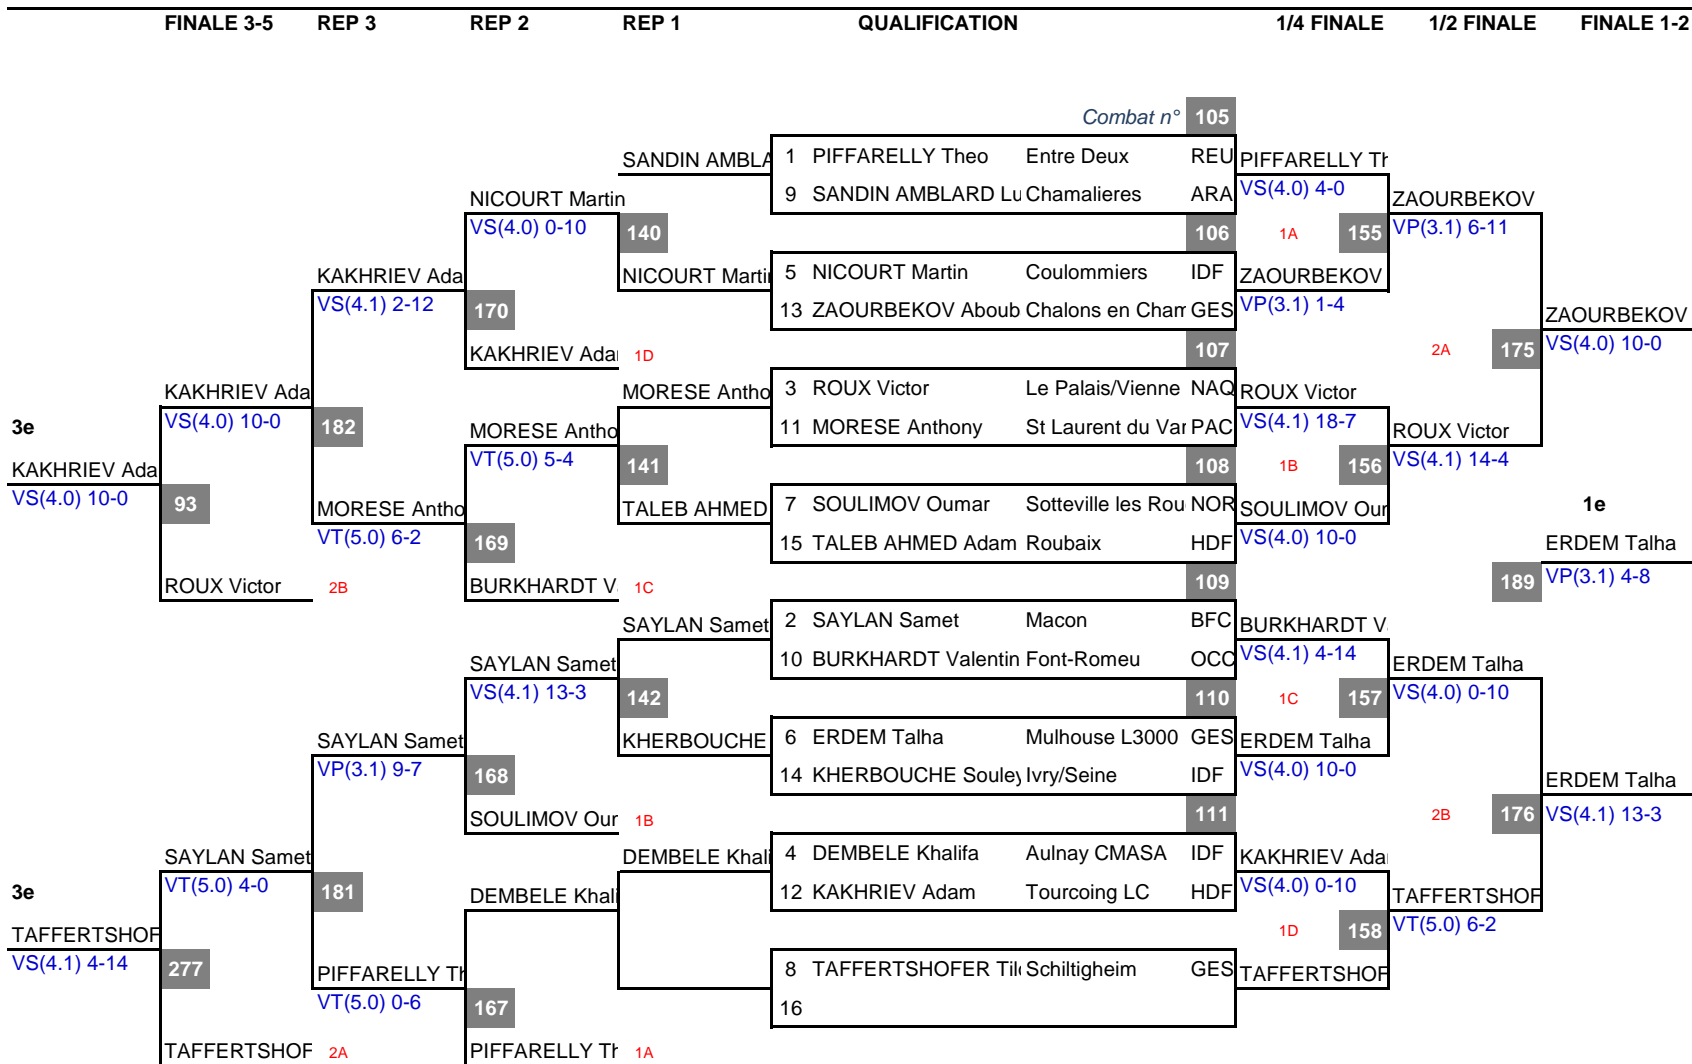 FINALE 3-5 REP 3 REP 2 REP 1 QUALIFICATION 1/4 FINALE 1/2 FINALE FINALE 1-2
Combat n° 105
SANDIN AMBLA 1 PIFFARELLY Theo Entre Deux REU PIFFARELLY Th
NICOURT Martin 9 SANDIN AMBLARD Lu Chamalieres ARA VS(4.0) 4-0 ZAOURBEKOV
VS(4.0) 0-10 140 106 1A 155 VP(3.1) 6-11
KAKHRIEV Ada NICOURT Martin 5 NICOURT Martin Coulommiers IDF ZAOURBEKOV
VS(4.1) 2-12 170 13 ZAOURBEKOV Aboub Chalons en Cham GES VP(3.1) 1-4 ZAOURBEKOV
KAKHRIEV Ada 1D 107 2A 175 VS(4.0) 10-0
KAKHRIEV Ada MORESE Antho 3 ROUX Victor Le Palais/Vienne NAQ ROUX Victor
3e VS(4.0) 10-0 182 MORESE Antho 11 MORESE Anthony St Laurent du Var PAC VS(4.1) 18-7 ROUX Victor
KAKHRIEV Ada VT(5.0) 5-4 141 108 1B 156 VS(4.1) 14-4
VS(4.0) 10-0 93 MORESE Antho TALEB AHMED 7 SOULIMOV Oumar Sotteville les Rou NOR SOULIMOV Our 1e
VT(5.0) 6-2 169 15 TALEB AHMED Adam Roubaix HDF VS(4.0) 10-0 ERDEM Talha
ROUX Victor 2B BURKHARDT V. 1C 109 189 VP(3.1) 4-8
SAYLAN Samet 2 SAYLAN Samet Macon BFC BURKHARDT V.
SAYLAN Samet 10 BURKHARDT Valentin Font-Romeu OCC VS(4.1) 4-14 ERDEM Talha
VS(4.1) 13-3 142 110 1C 157 VS(4.0) 0-10
SAYLAN Samet KHERBOUCHE 6 ERDEM Talha Mulhouse L3000 GES ERDEM Talha
VP(3.1) 9-7 168 14 KHERBOUCHE Souley Ivry/Seine IDF VS(4.0) 10-0 ERDEM Talha
SOULIMOV Our 1B 111 2B 176 VS(4.1) 13-3
SAYLAN Samet DEMBELE Khali 4 DEMBELE Khalifa Aulnay CMASA IDF KAKHRIEV Ada
3e VT(5.0) 4-0 181 DEMBELE Khali 12 KAKHRIEV Adam Tourcoing LC HDF VS(4.0) 0-10 TAFFERTSHOF
TAFFERTSHOF 1D 158 VT(5.0) 6-2
VS(4.1) 4-14 277 PIFFARELLY Th 8 TAFFERTSHOFER Til Schiltigheim GES TAFFERTSHOF
VT(5.0) 0-6 167 16
TAFFERTSHOF 2A PIFFARELLY Th 1A